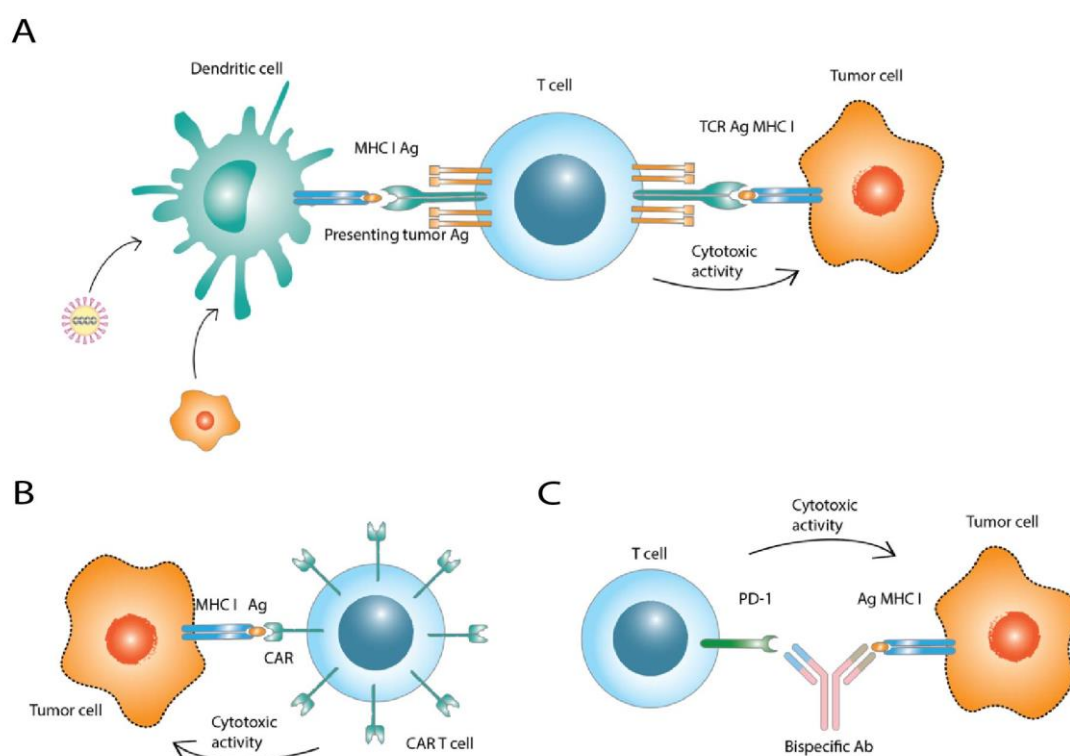 A
Dendritic cell
T cell
Tumor cell
MHC I Ag
TCR Ag MHC I
Presenting tumor Ag
Cytotoxic
activity
B
MHC I Ag
CAR
Tumor cell
Cytotoxic
activity
CAR T cell
C
Cytotoxic
activity
T cell
Tumor cell
PD-1
Ag MHC I
Bispecific Ab